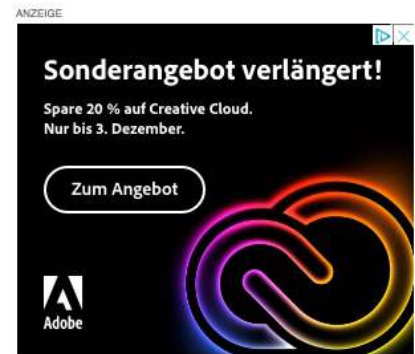 ANZEIGE
Sonderangebot verlängert!
Spare 20 % auf Creative Cloud.
Nur bis 3. Dezember.
Zum Angebot
Adobe